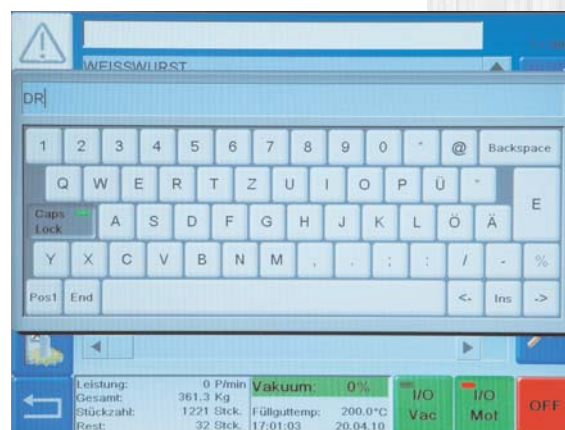 WEISSWURST
DR
1 2 3 4 5 6 7 8 9 0 @ Backspace
Q W E R T Z U I O P Ü E
Caps Lock A S D F G H J K L Ö Ä
Y X C V B N M , . ; : / - %
Pos1 End <- Ins ->
Leistung: 0 P/min
Gesamt: 361.3 Kg
Stückzahl: 1221 Stck.
Rest: 32 Stck.
Vakuum: 0%
Füllguttemp: 200.0°C
17:01:03 20.04.10
I/O Vac
I/O Mot
OFF